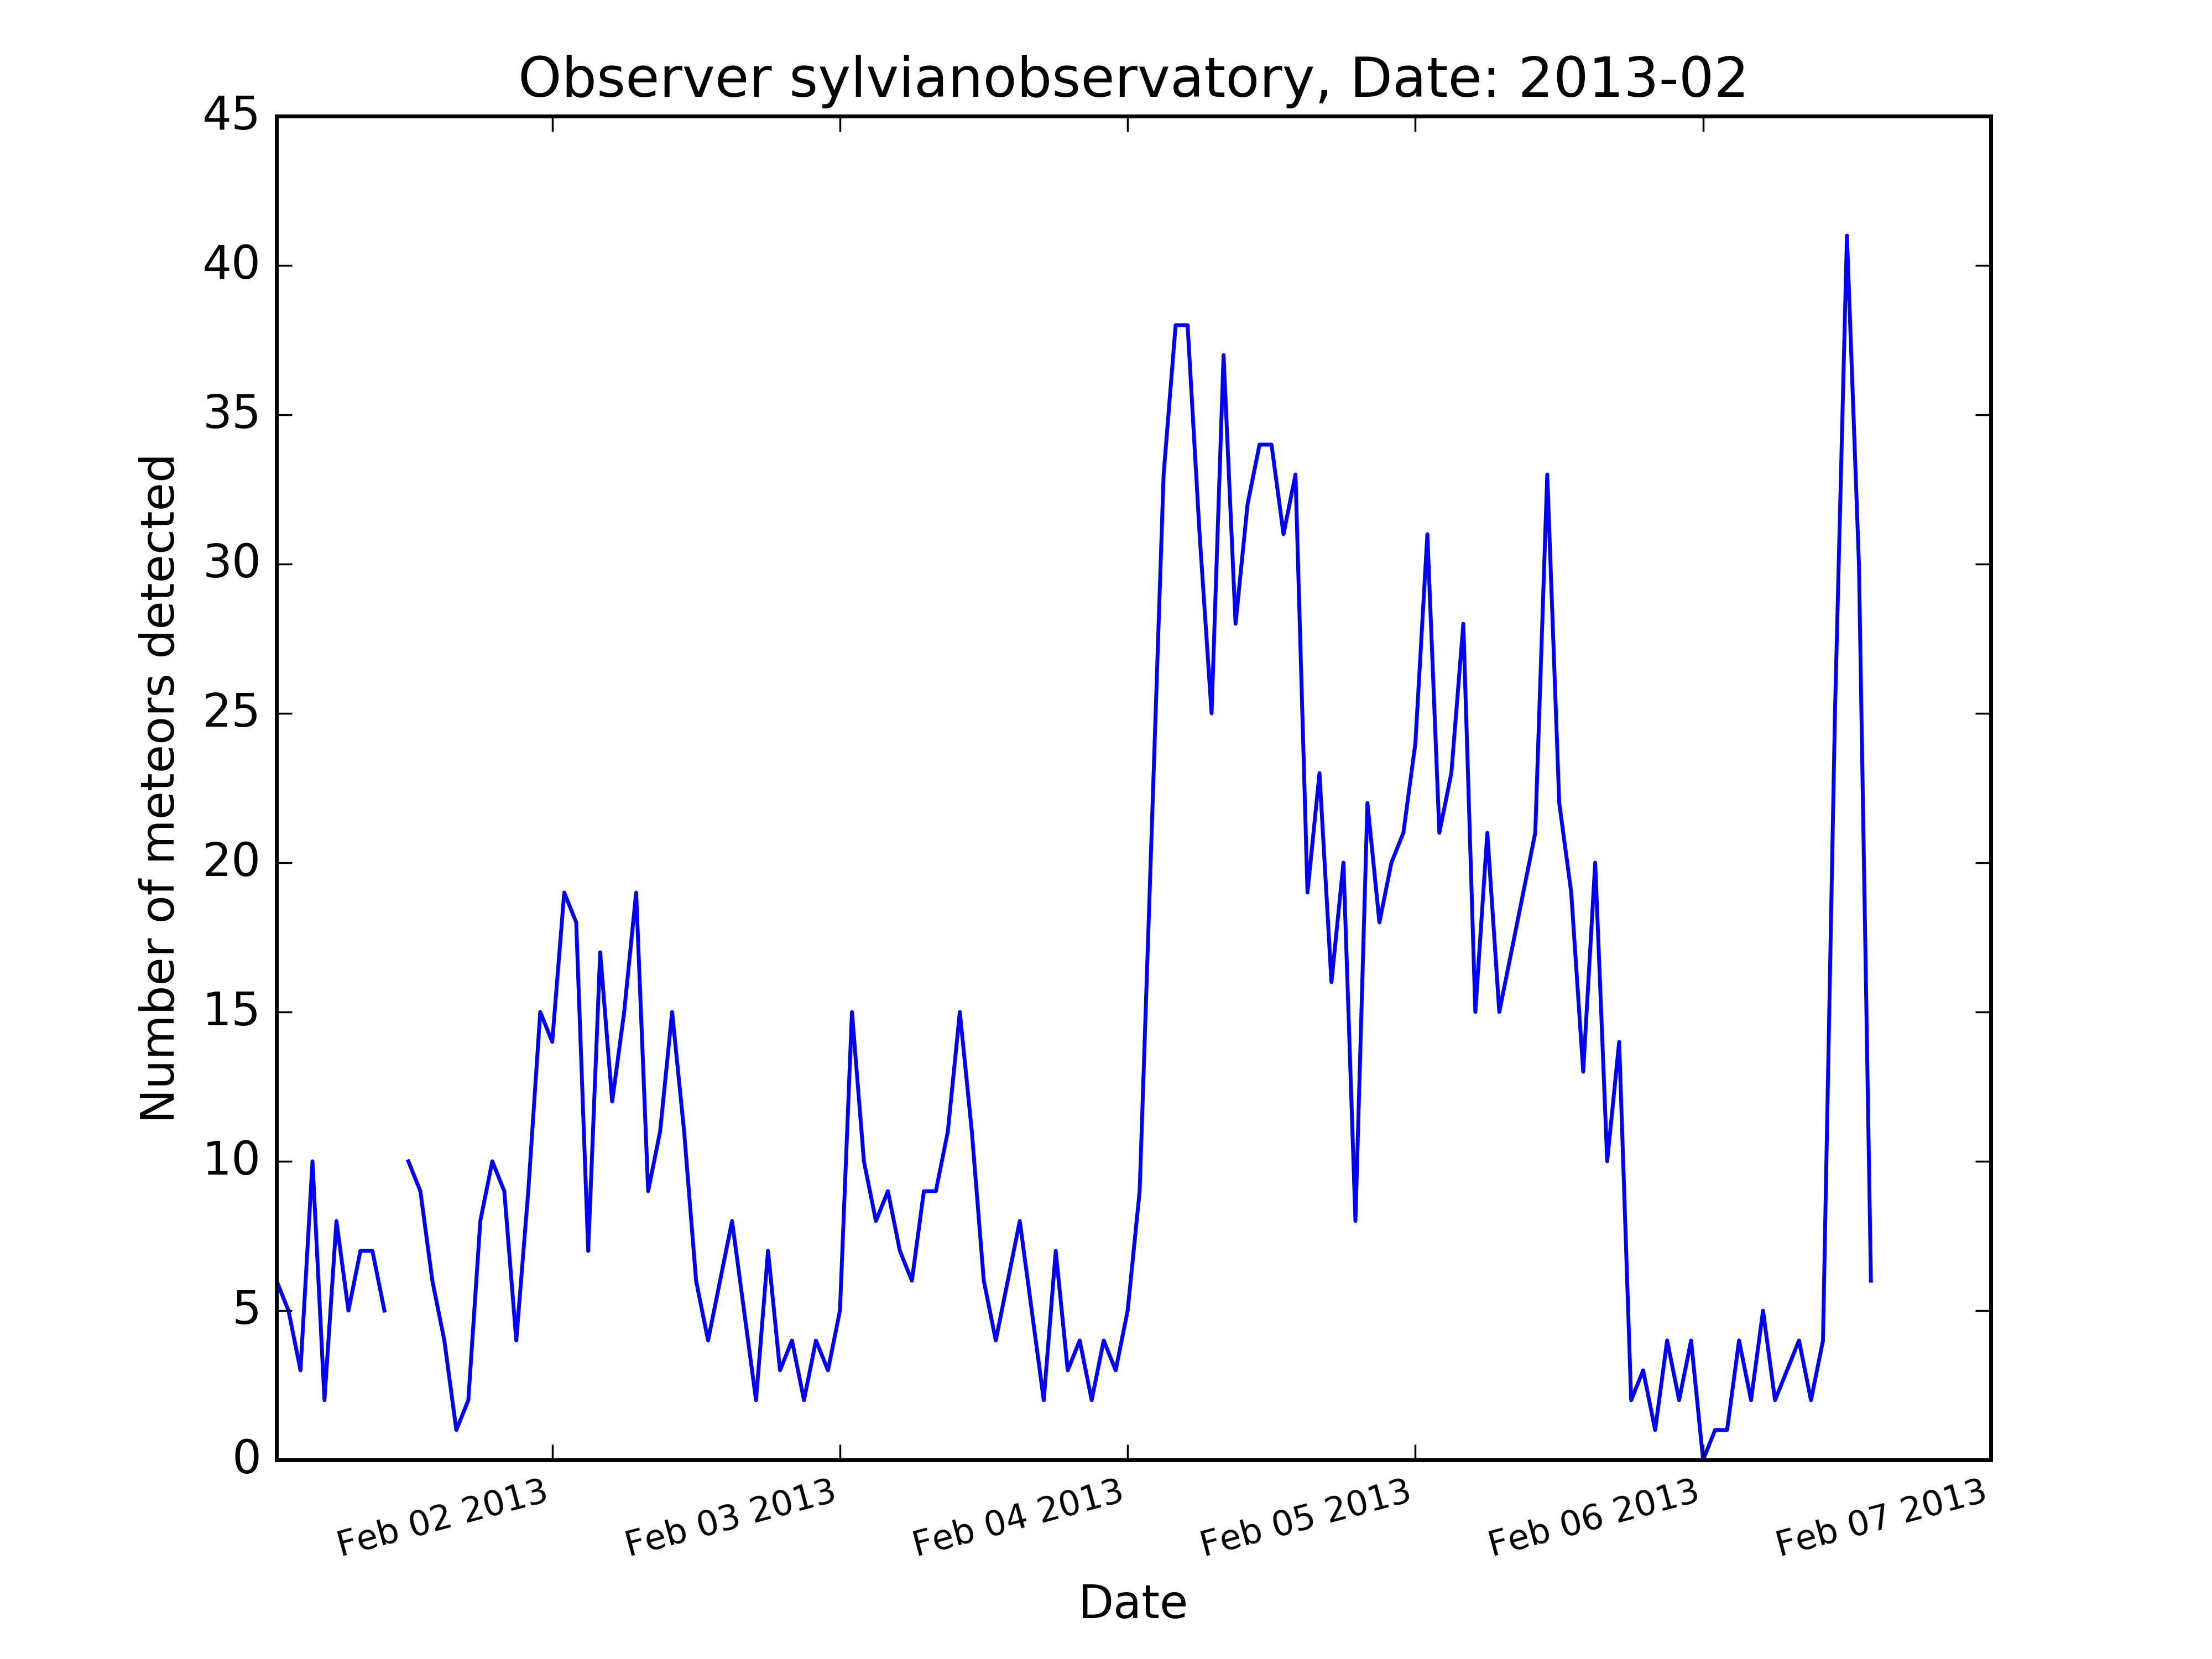 Observer sylvianobservatory, Date: 2013-02
45
40
35
30
25
20
15
10
5
0
Number of meteors detected
Feb 02 2013
Feb 03 2013
Feb 04 2013
Feb 05 2013
Feb 06 2013
Feb 07 2013
Date